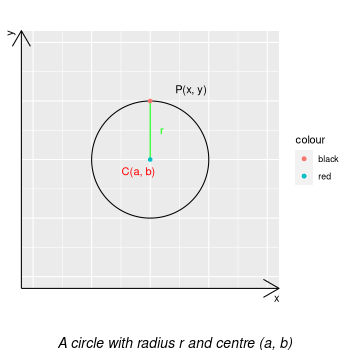 y
P(x, y)
r
C(a, b)
x
colour
black
red
A circle with radius r and centre (a, b)